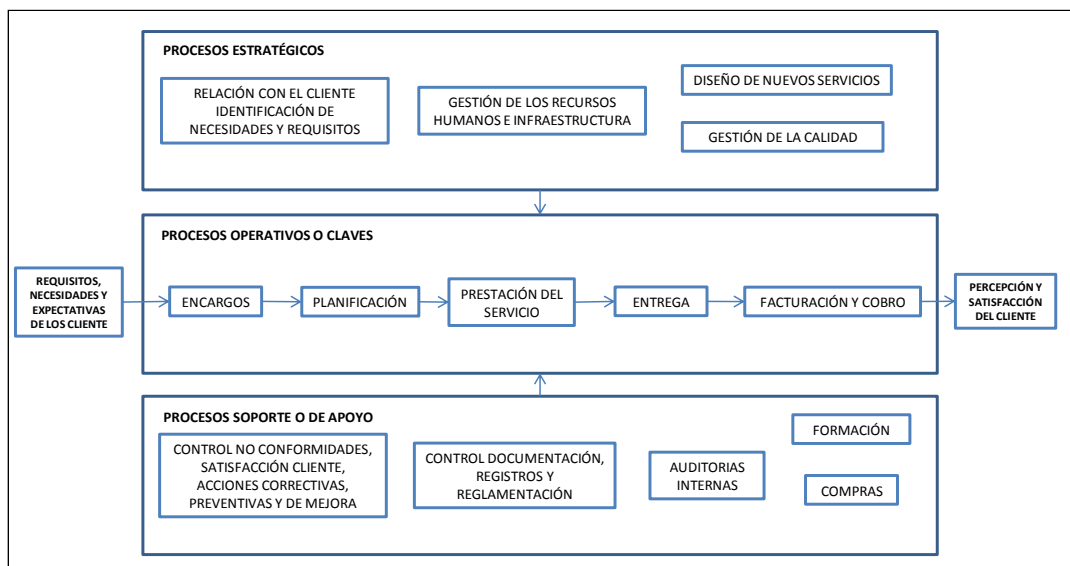 PROCESOS ESTRATÉGICOS
RELACIÓN CON EL CLIENTE
IDENTIFICACIÓN DE
NECESIDADES Y REQUISITOS
GESTIÓN DE LOS RECURSOS
HUMANOS E INFRAESTRUCTURA
DISEÑO DE NUEVOS SERVICIOS
GESTIÓN DE LA CALIDAD
PROCESOS OPERATIVOS O CLAVES
REQUISITOS,
NECESIDADES Y
EXPECTATIVAS
DE LOS CLIENTE
ENCARGOS
PLANIFICACIÓN
PRESTACIÓN DEL
SERVICIO
ENTREGA
FACTURACIÓN Y COBRO
PERCEPCIÓN Y
SATISFACCIÓN
DEL CLIENTE
PROCESOS SOPORTE O DE APOYO
CONTROL NO CONFORMIDADES,
SATISFACCIÓN CLIENTE,
ACCIONES CORRECTIVAS,
PREVENTIVAS Y DE MEJORA
CONTROL DOCUMENTACIÓN,
REGISTROS Y
REGLAMENTACIÓN
AUDITORIAS
INTERNAS
FORMACIÓN
COMPRAS